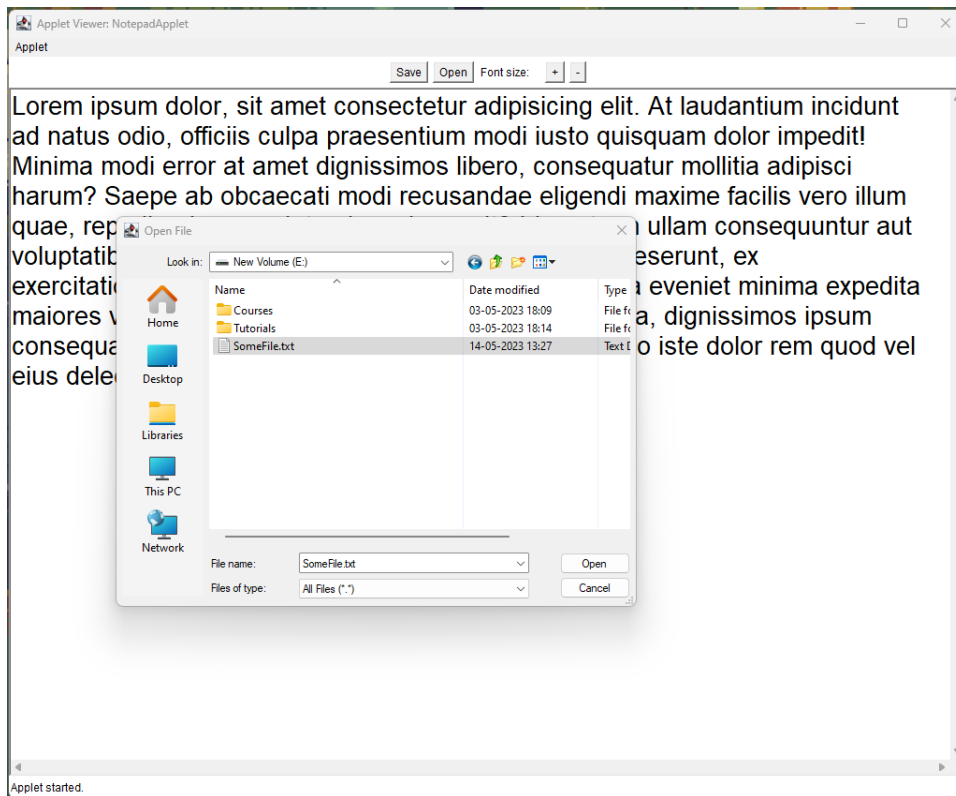 Applet Viewer: NotepadApplet
Applet
Save Open Font size: + -
Lorem ipsum dolor, sit amet consectetur adipisicing elit. At laudantium incidunt
ad natus odio, officiis culpa praesentium modi iusto quisquam dolor impedit!
Minima modi error at amet dignissimos libero, consequatur mollitia adipisci
harum? Saepe ab obcaecati modi recusandae eligendi maxime facilis vero illum
quae, ullam consequuntur aut
ex
eveniet minima expedita
maiores dignissimos ipsum
iste dolor rem quod vel
eius
Open File
Look in: New Volume (E:)
Name Date modified Type
Courses 03-05-2023 18:09 File
Tutorials 03-05-2023 18:14 File
SomeFile.txt 14-05-2023 13:27 Text
Home
Desktop
Libraries
This PC
Network
File name: SomeFile.txt Open
Files of type: All Files (*.*) Cancel
Applet started.